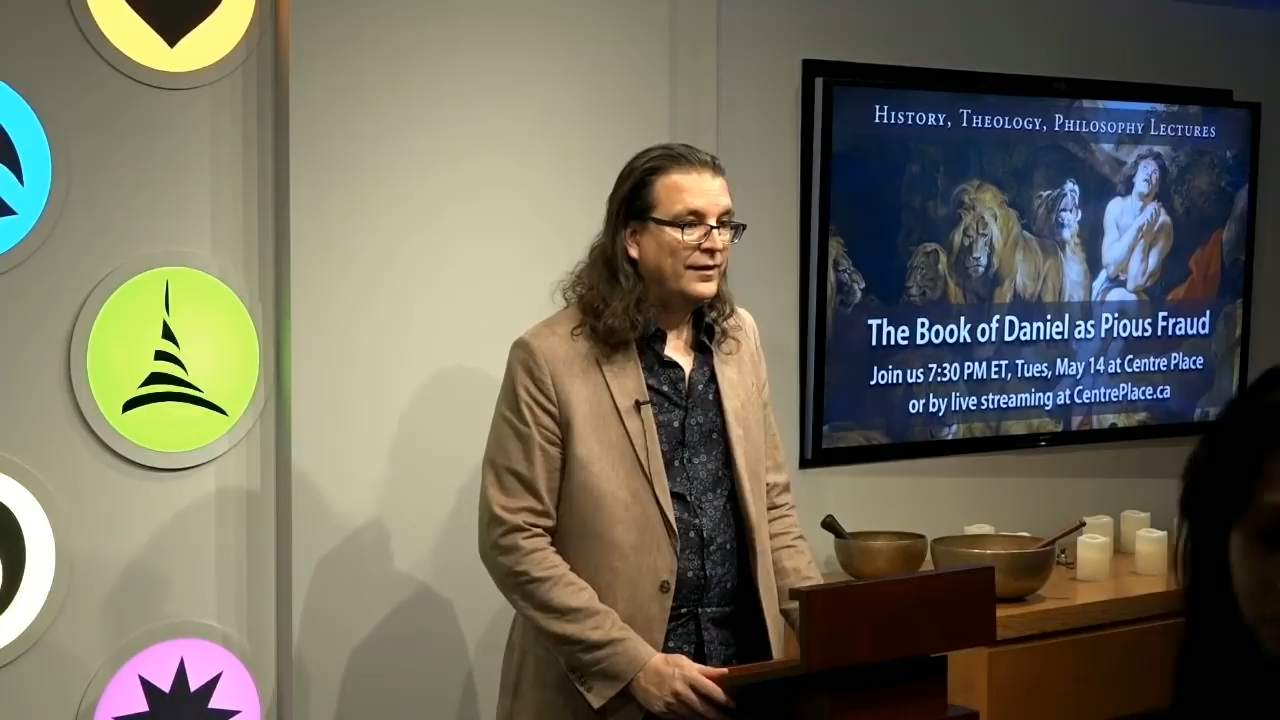 HISTORY, THEOLOGY, PHILOSOPHY LECTURES
The Book of Daniel as Pious Fraud
Join us 7:30 PM ET, Tues, May 14 at Centre Place
or by live streaming at CentrePlace.ca